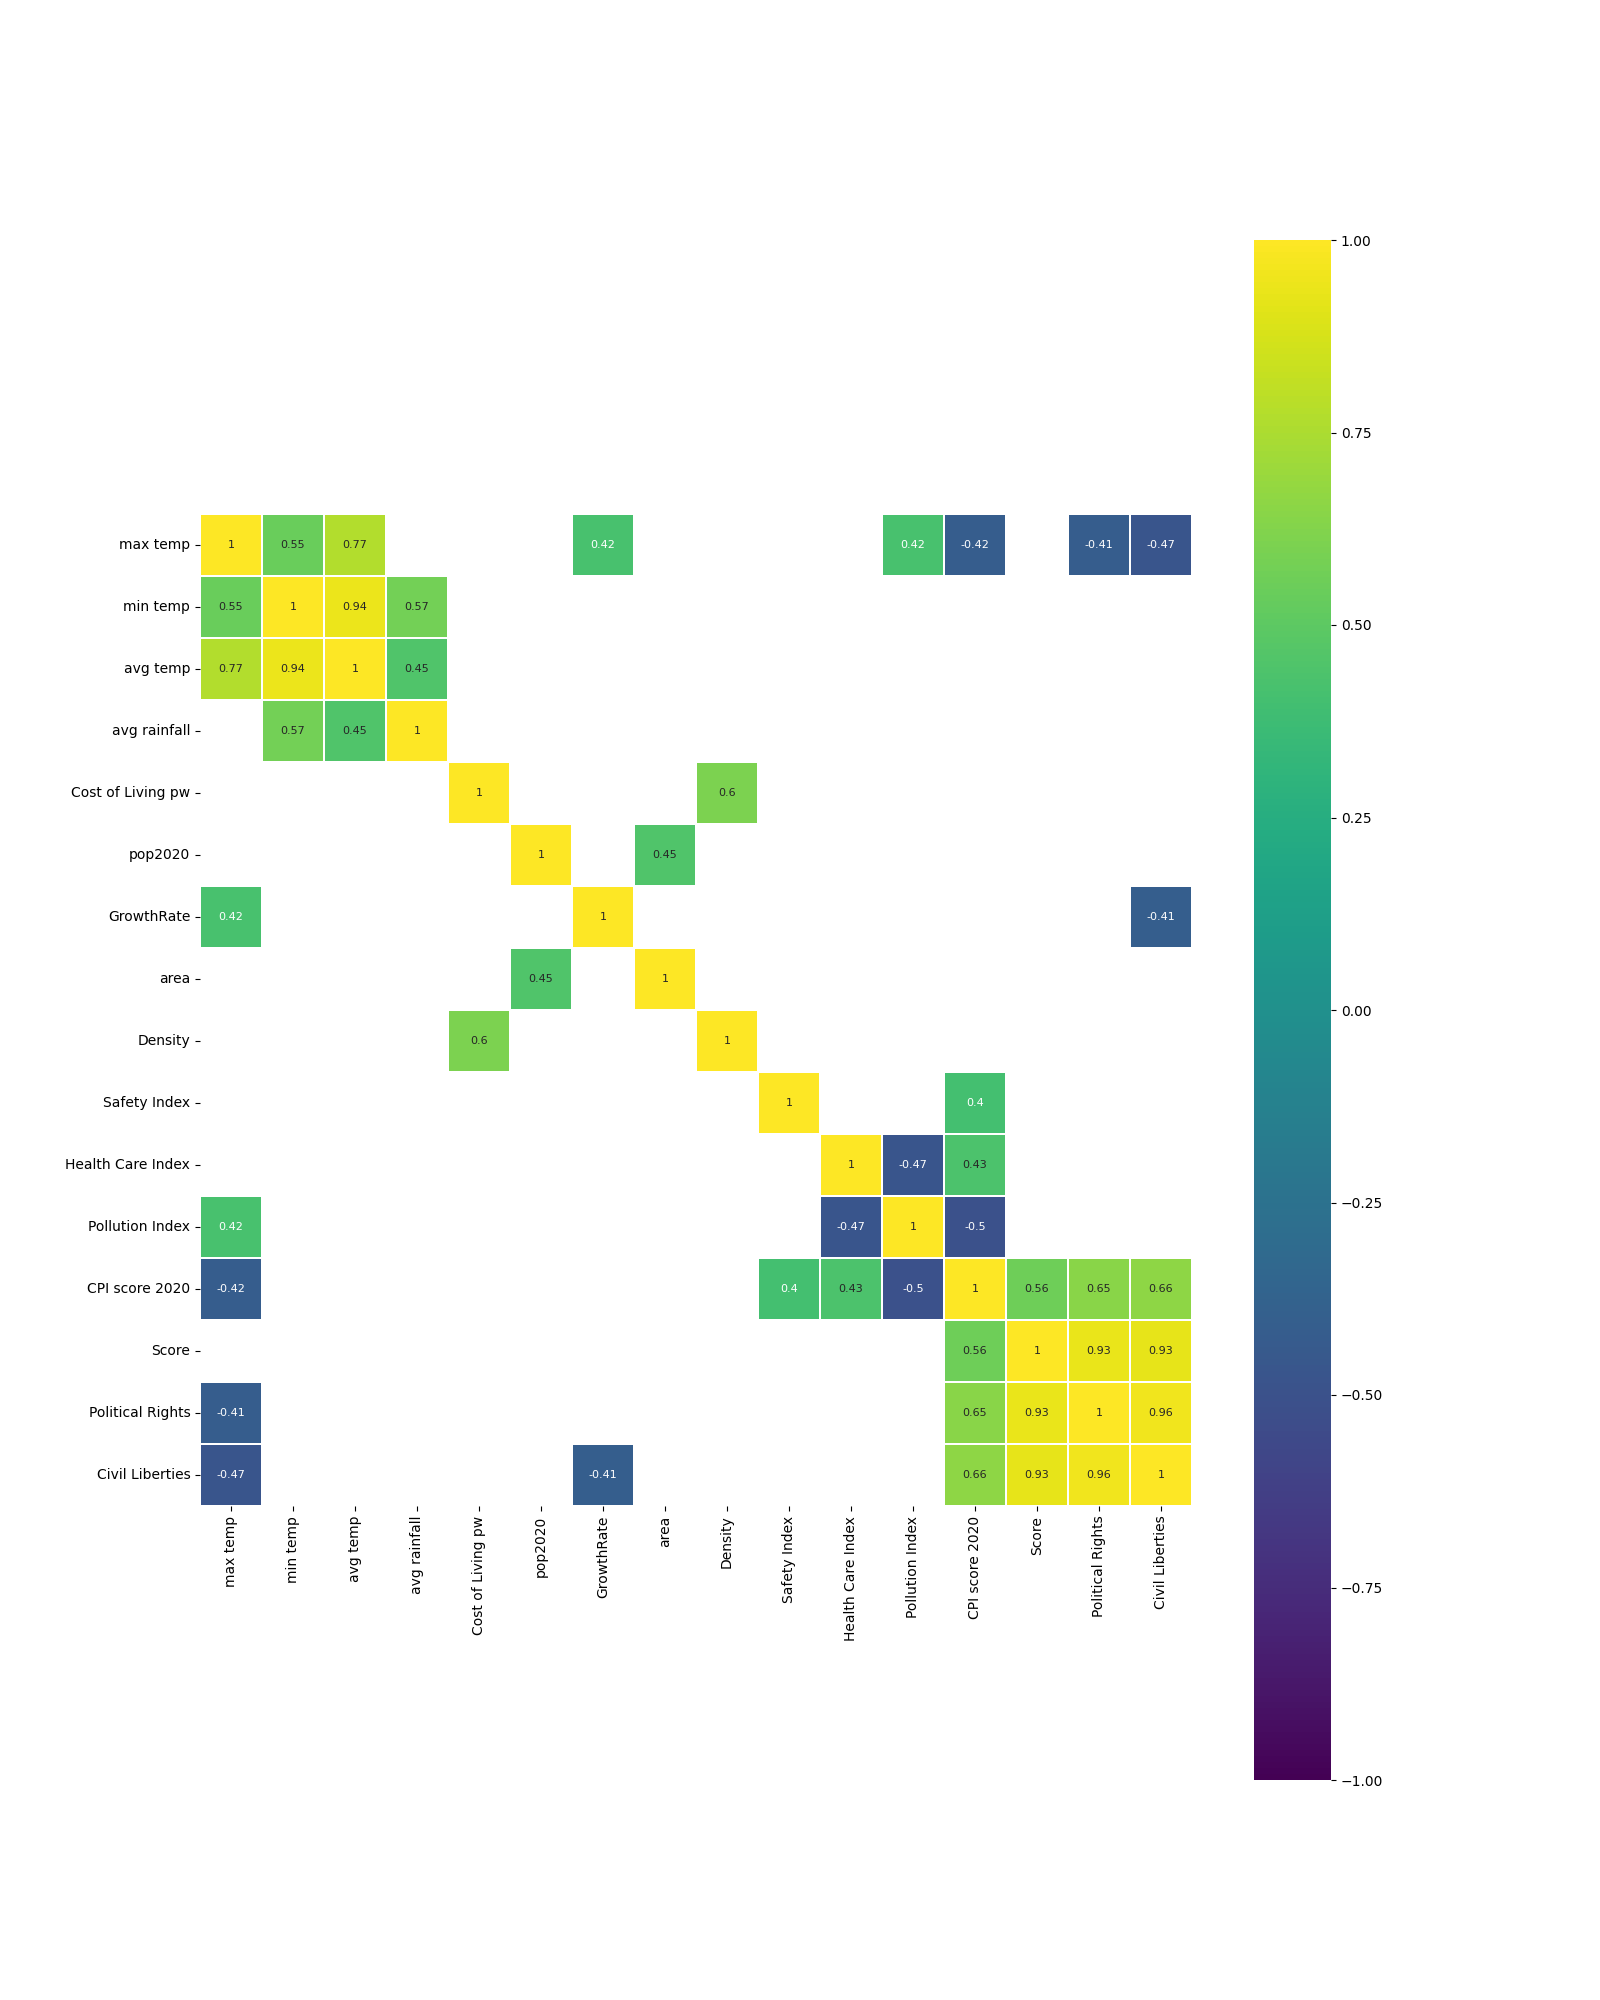 1.00
0.75
0.50
0.25
0.00
−0.25
−0.50
−0.75
−1.00
max temp 1 0.55 0.77 0.42 0.42 -0.42 -0.41 -0.47
min temp 0.55 1 0.94 0.57
avg temp 0.77 0.94 1 0.45
avg rainfall 0.57 0.45 1
Cost of Living pw 1 0.6
pop2020 1 0.45
GrowthRate 0.42 1 -0.41
area 0.45 1
Density 0.6 1
Safety Index 1 0.4
Health Care Index 1 -0.47 0.43
Pollution Index 0.42 -0.47 1 -0.5
CPI score 2020 -0.42 0.4 0.43 -0.5 1 0.56 0.65 0.66
Score 0.56 1 0.93 0.93
Political Rights -0.41 0.65 0.93 1 0.96
Civil Liberties -0.47 -0.41 0.66 0.93 0.96 1
max temp
min temp
avg temp
avg rainfall
Cost of Living pw
pop2020
GrowthRate
area
Density
Safety Index
Health Care Index
Pollution Index
CPI score 2020
Score
Political Rights
Civil Liberties